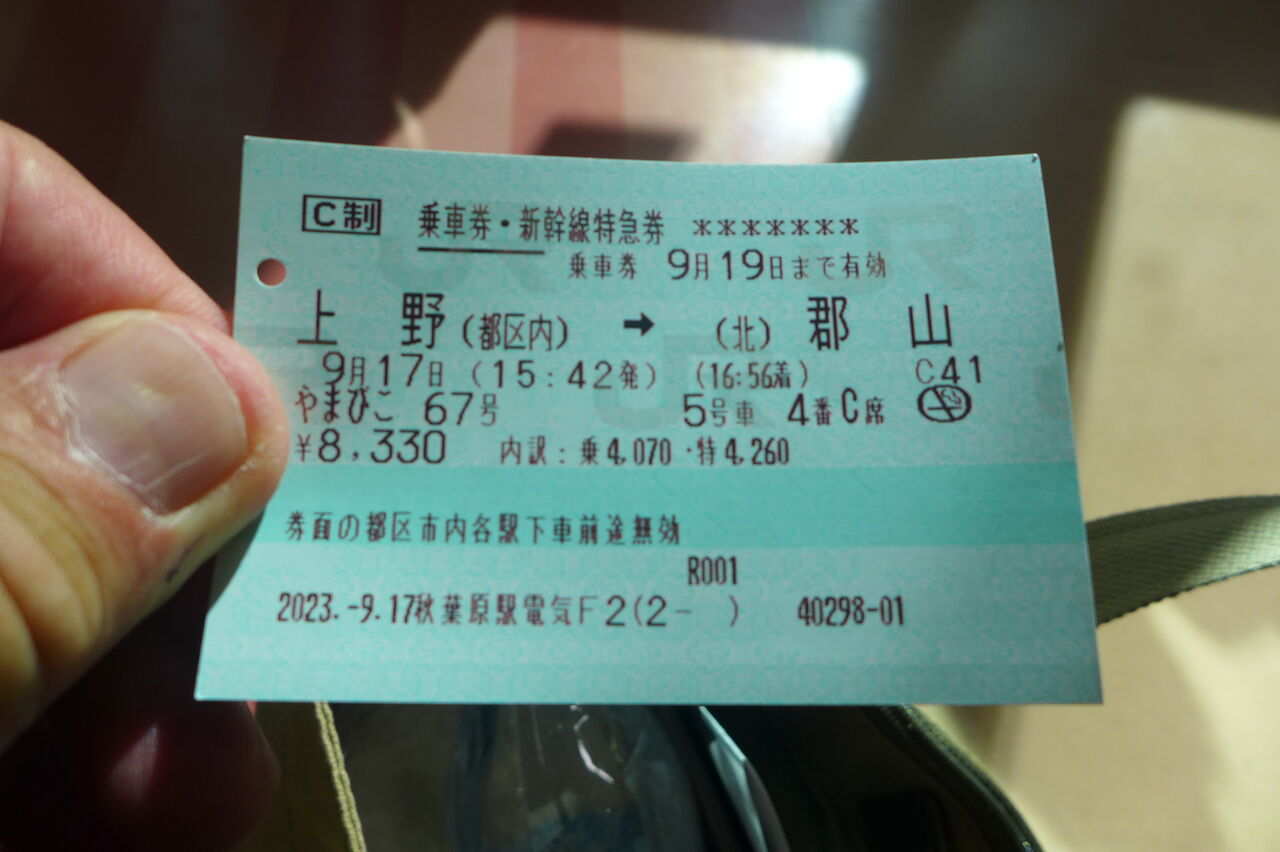 C制 乗車券・新幹線特急券 *******
乗車券 9月19日まで有効
上野(都区内) → (北)郡山
9月17日 (15:42発) (16:56着) C41
やまびこ 67号 5号車 4番C席
¥8,330 内訳:乗4,070・特4,260
券面の都区市内各駅下車前途無効
R001
2023.-9.17秋葉原駅電気F2(2- ) 40298-01